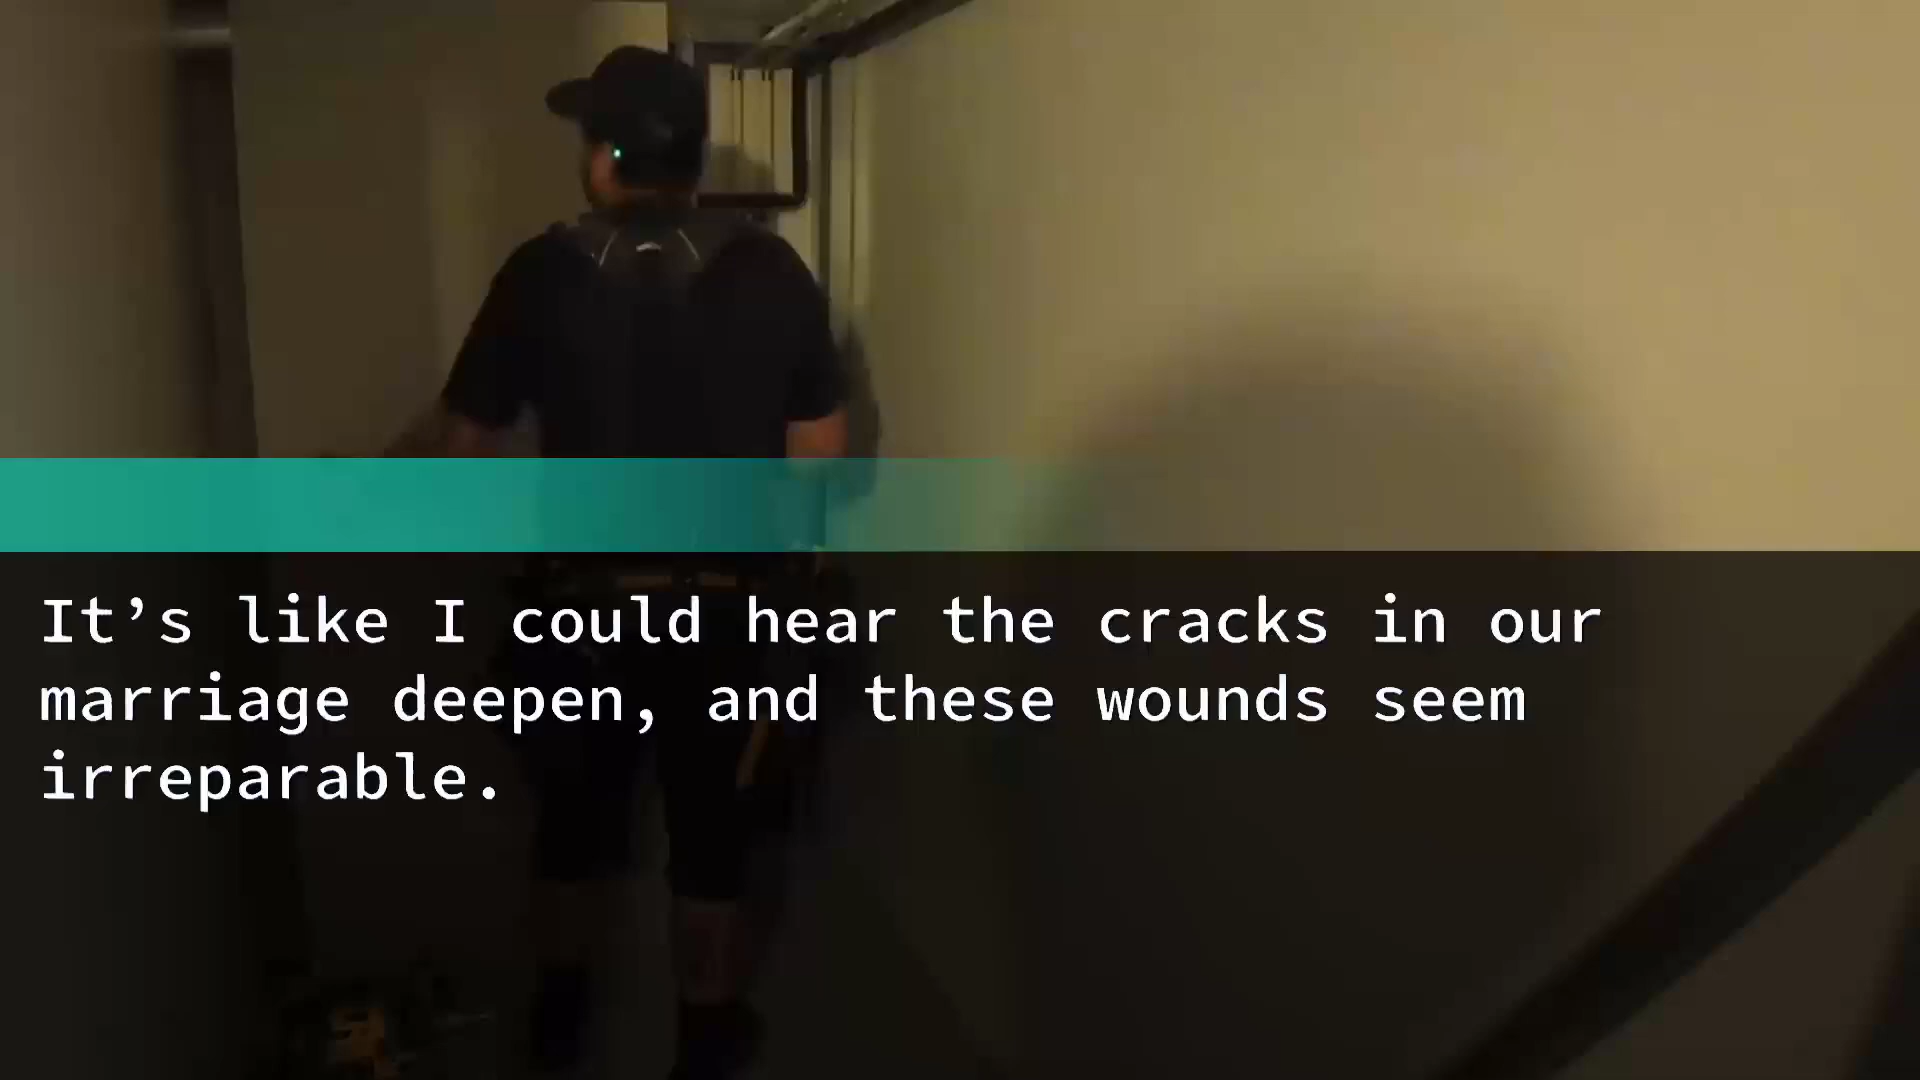 It’s like I could hear the cracks in our
marriage deepen, and these wounds seem
irreparable.